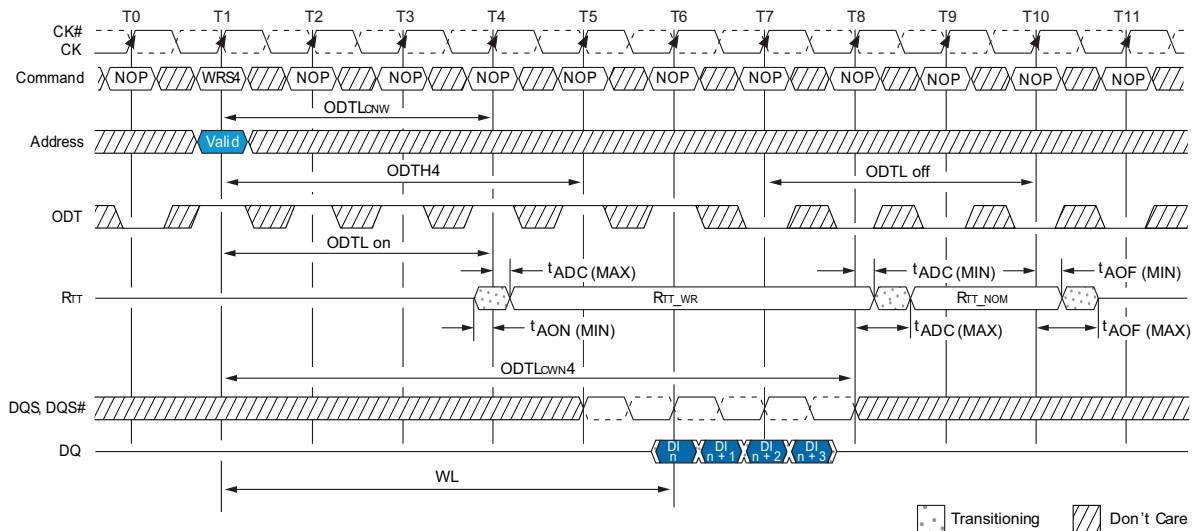 T0 T1 T2 T3 T4 T5 T6 T7 T8 T9 T10 T11
CK#
CK
Command NOP WRS4 NOP NOP NOP NOP NOP NOP NOP NOP NOP NOP
ODTLCNW
Address Valid
ODTH4 ODTL off
ODT
ODTL on
tADC (MAX) tADC (MIN) tAOF (MIN)
RTT RTT_WR RTT_NOM
tAON (MIN) tADC (MAX) tAOF (MAX)
ODTLCWN4
DQS, DQS#
DQ DI n DI n + 1 DI n + 2 DI n + 3
WL
Transitioning Don't Care